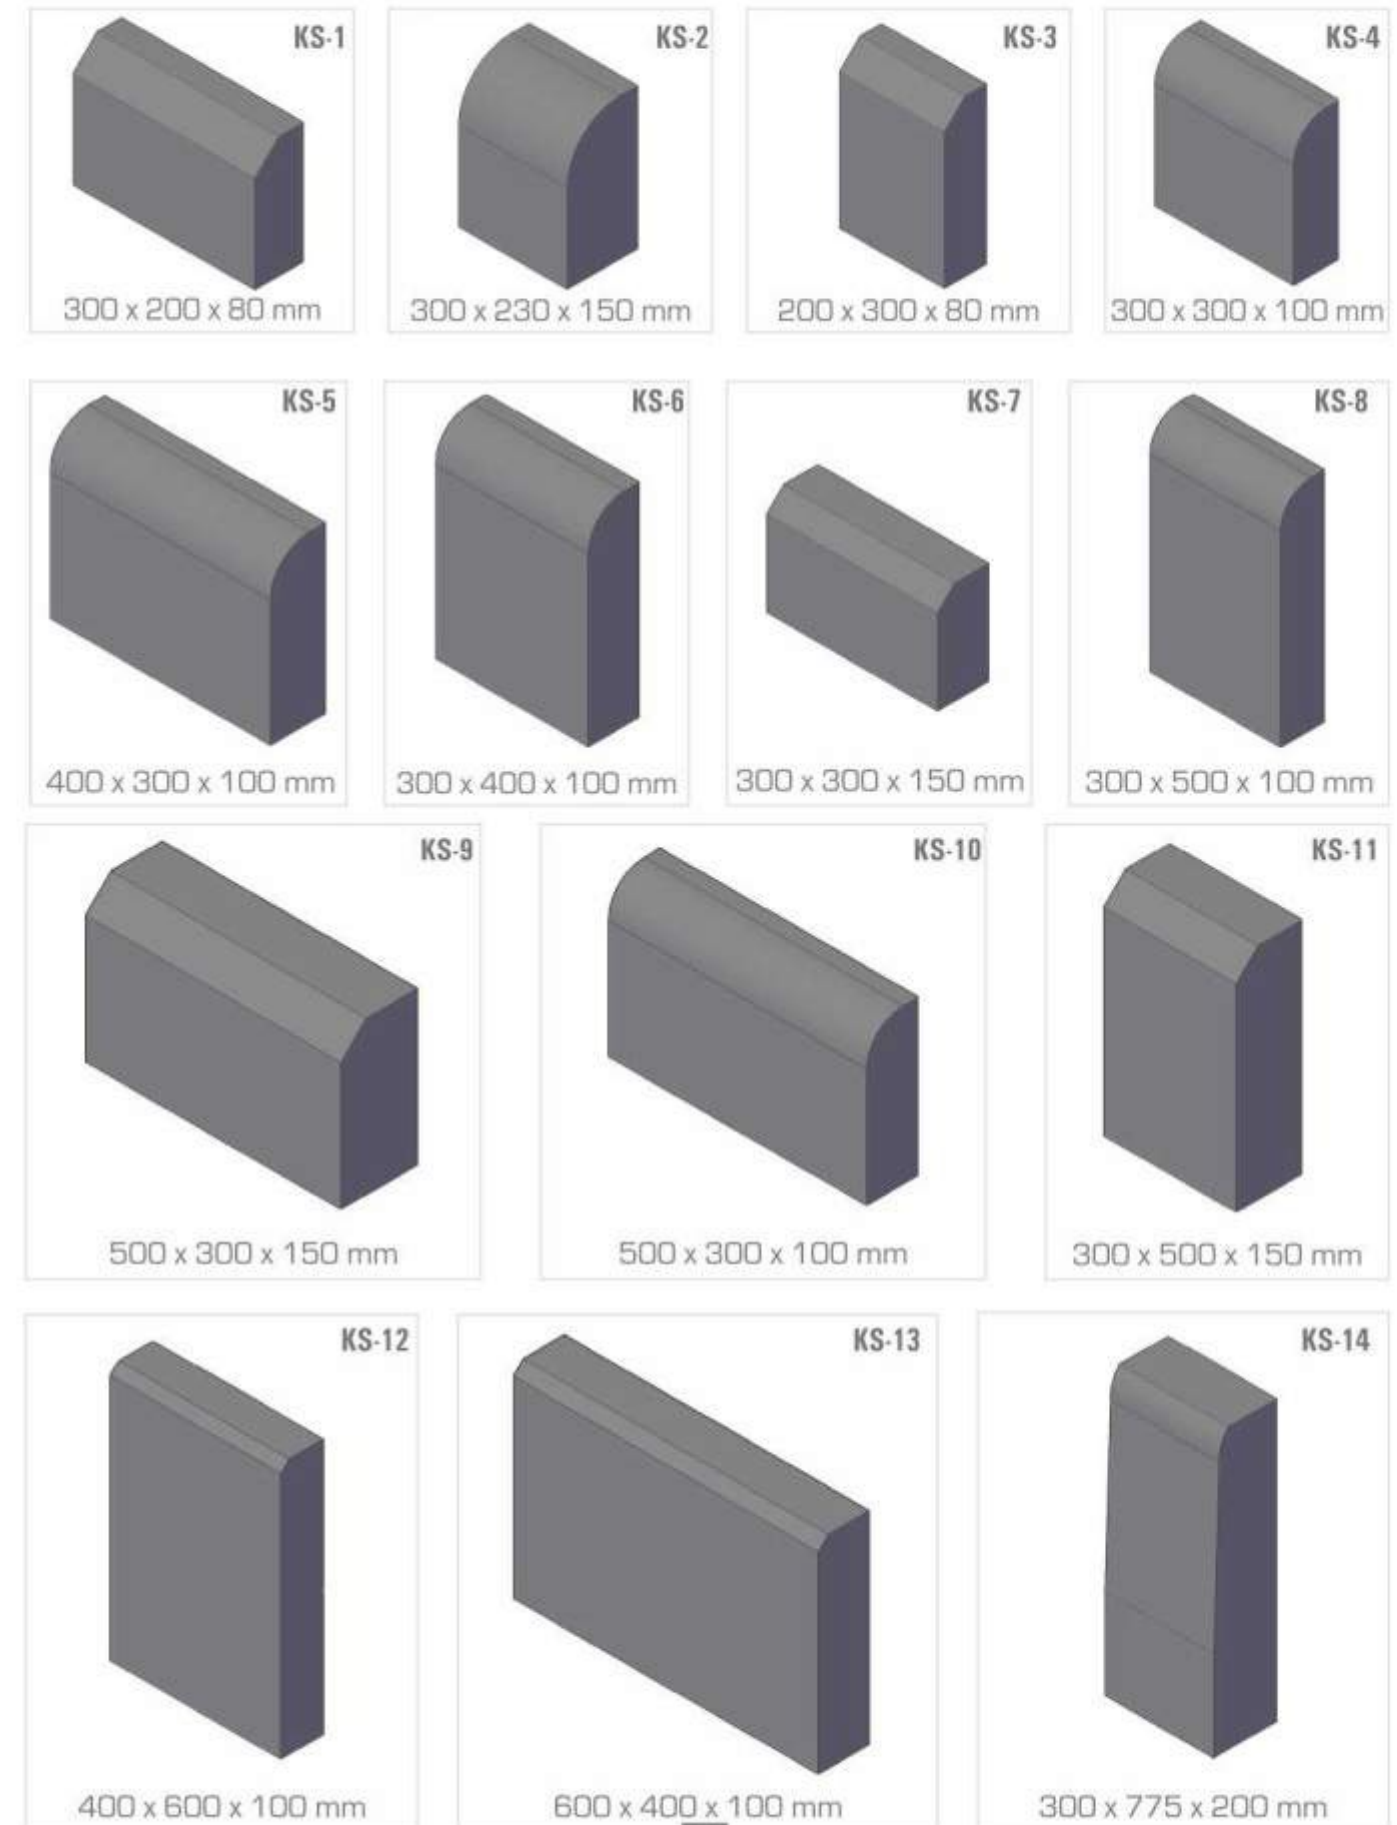 KS-1
KS-2
KS-3
KS-4
300 x 200 x 80 mm
300 x 230 x 150 mm
200 x 300 x 80 mm
300 x 300 x 100 mm
KS-5
KS-6
KS-7
KS-8
400 x 300 x 100 mm
300 x 400 x 100 mm
300 x 300 x 150 mm
300 x 500 x 100 mm
KS-9
KS-10
KS-11
500 x 300 x 150 mm
500 x 300 x 100 mm
300 x 500 x 150 mm
KS-12
KS-13
KS-14
400 x 600 x 100 mm
600 x 400 x 100 mm
300 x 775 x 200 mm